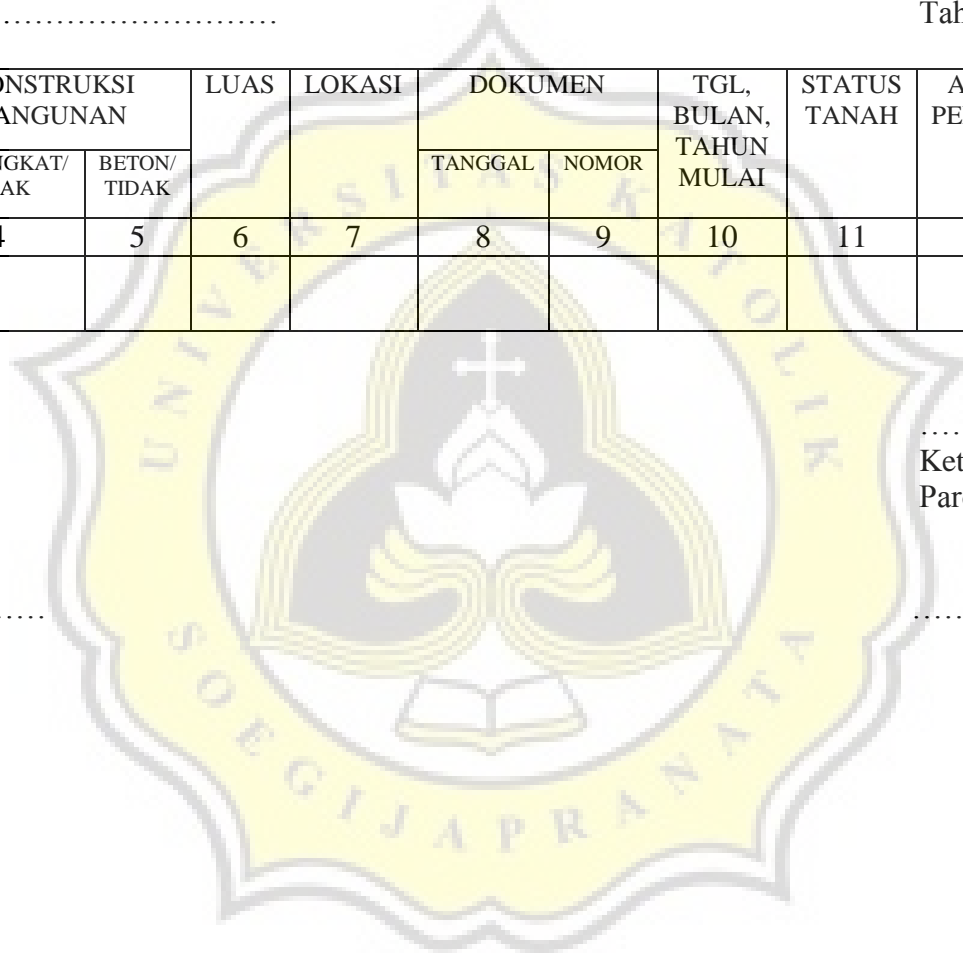 ……………………… Tah
ONSTRUKSI LUAS LOKASI DOKUMEN TGL, STATUS A
ANGUNAN BULAN, TANAH PE
NGKAT/ BETON/ TANGGAL NOMOR TAHUN
AK TIDAK MULAI
4 5 6 7 8 9 10 11
…..
Ket
Par
….. …..
UNIVERSITAS KATOLIK
SOEGIJAPRANATA